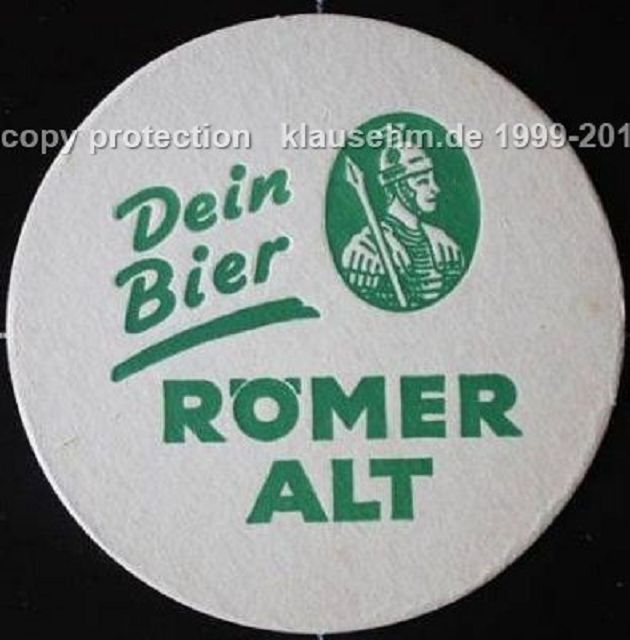 copy protection klausehm.de 1999-201
Dein
Bier
RÖMER
ALT